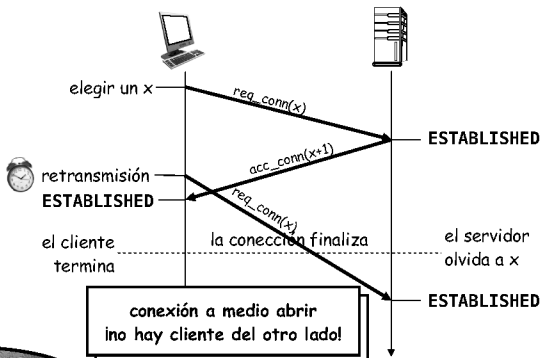 elegir un x
req_conn(x)
ESTABLISHED
acc_conn(x+1)
retransmisión
ESTABLISHED
req_conn(x)
el cliente
termina
la conección finaliza
el servidor
olvida a x
ESTABLISHED
conexión a medio abrir
¡no hay cliente del otro lado!